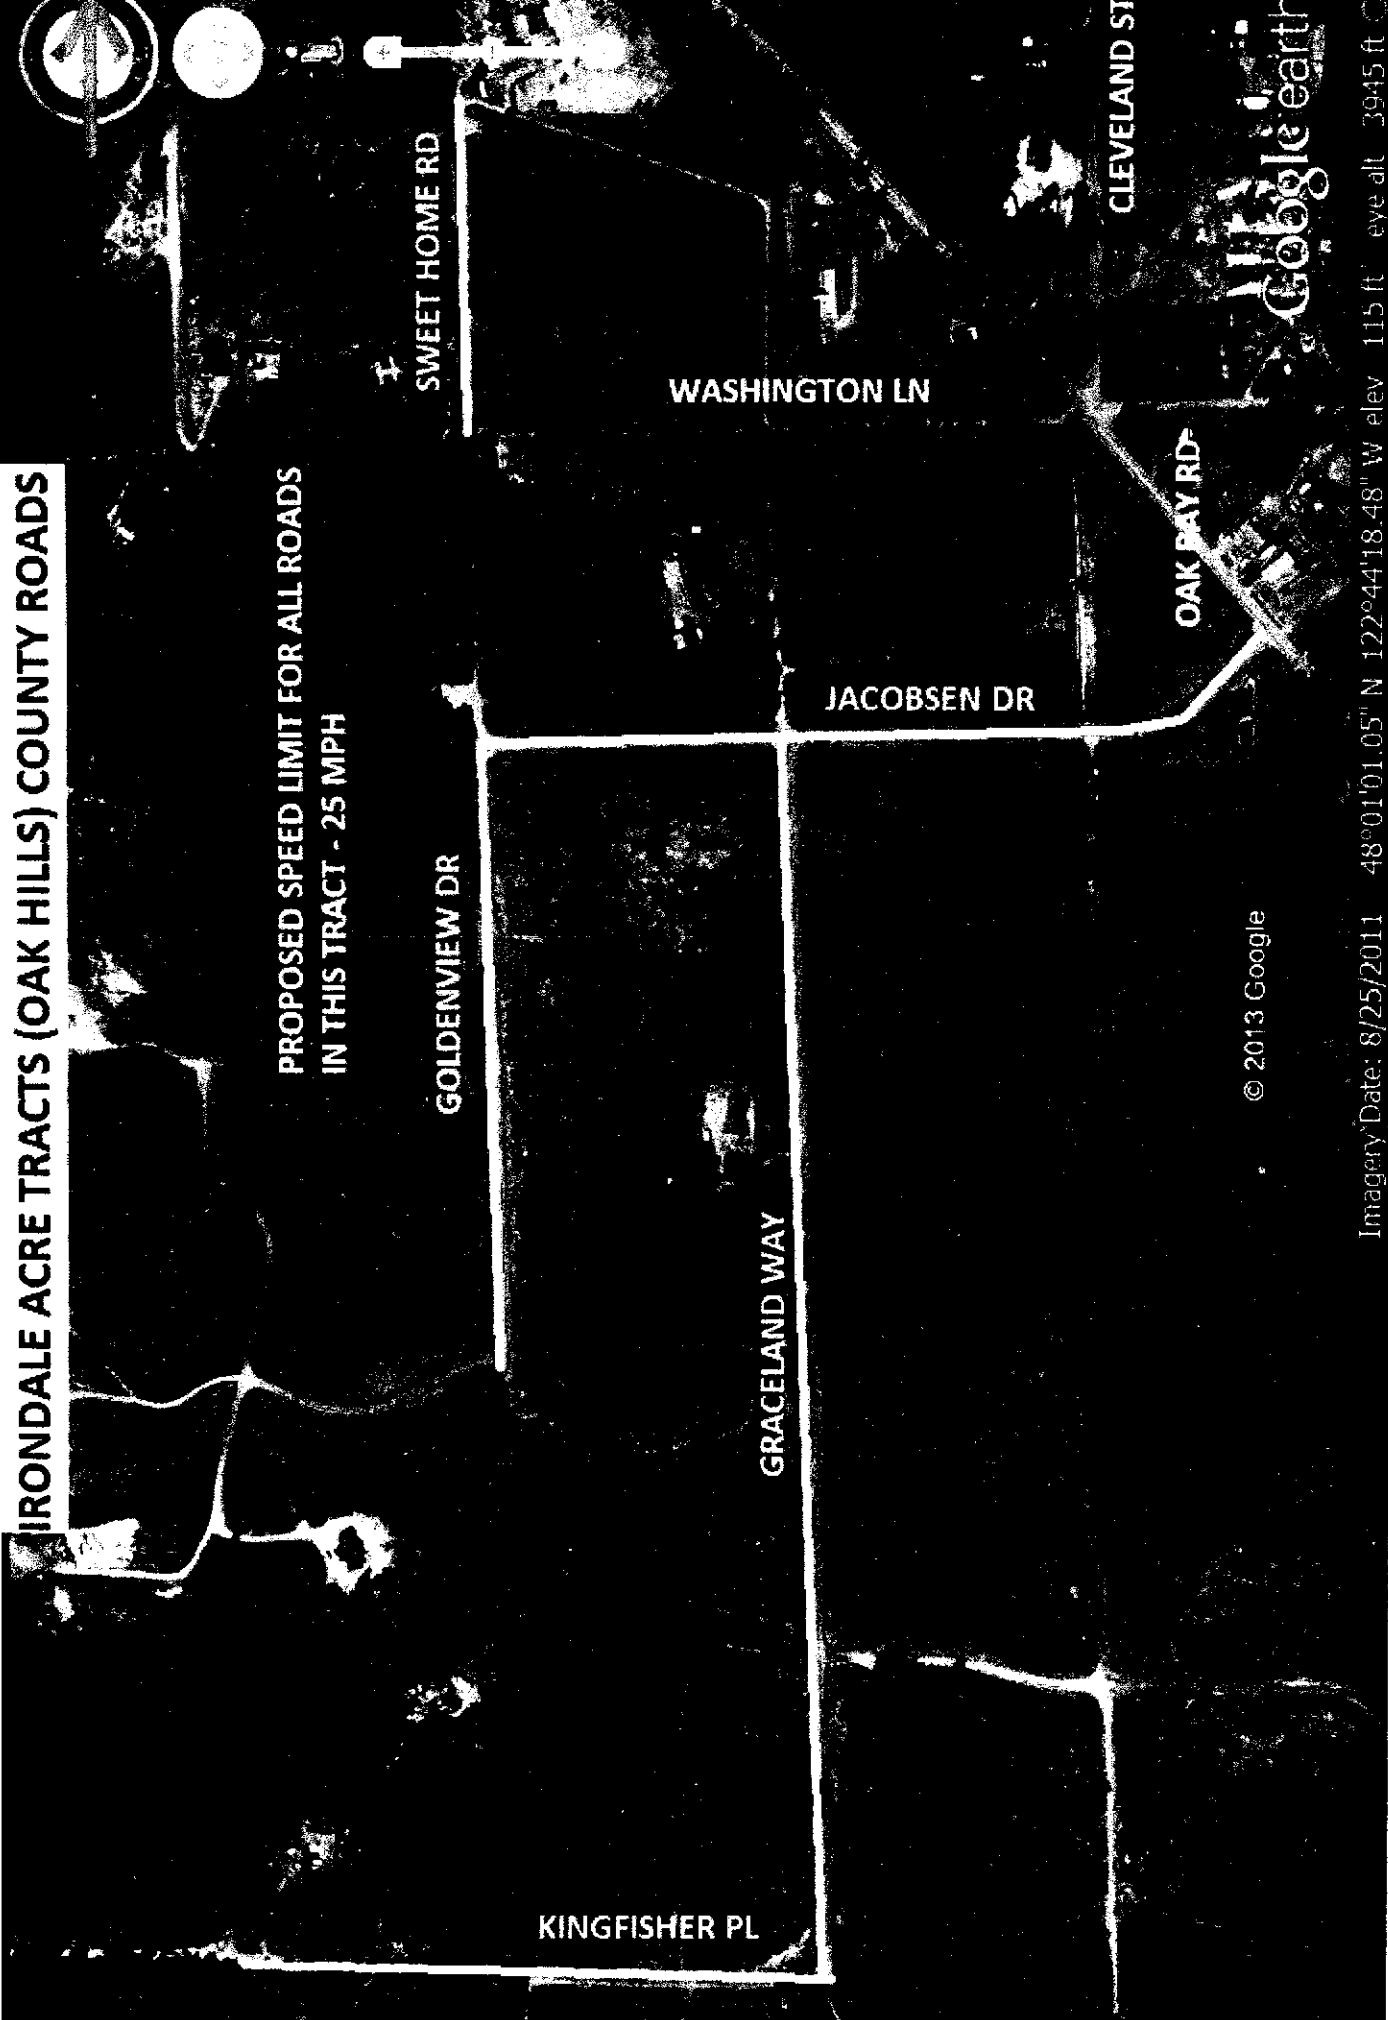 IRONDALE ACRE TRACTS (OAK HILLS) COUNTY ROADS
PROPOSED SPEED LIMIT FOR ALL ROADS
IN THIS TRACT - 25 MPH
SWEET HOME RD
GOLDENVIEW DR
WASHINGTON LN
KINGFISHER PL
GRACELAND WAY
JACOBSEN DR
CLEVELAND ST
OAK BAY RD
© 2013 Google
Google earth
Imagery Date: 8/25/2011 48°01'01.05" N 122°44'18.48" W elev 115 ft eye alt 3945 ft